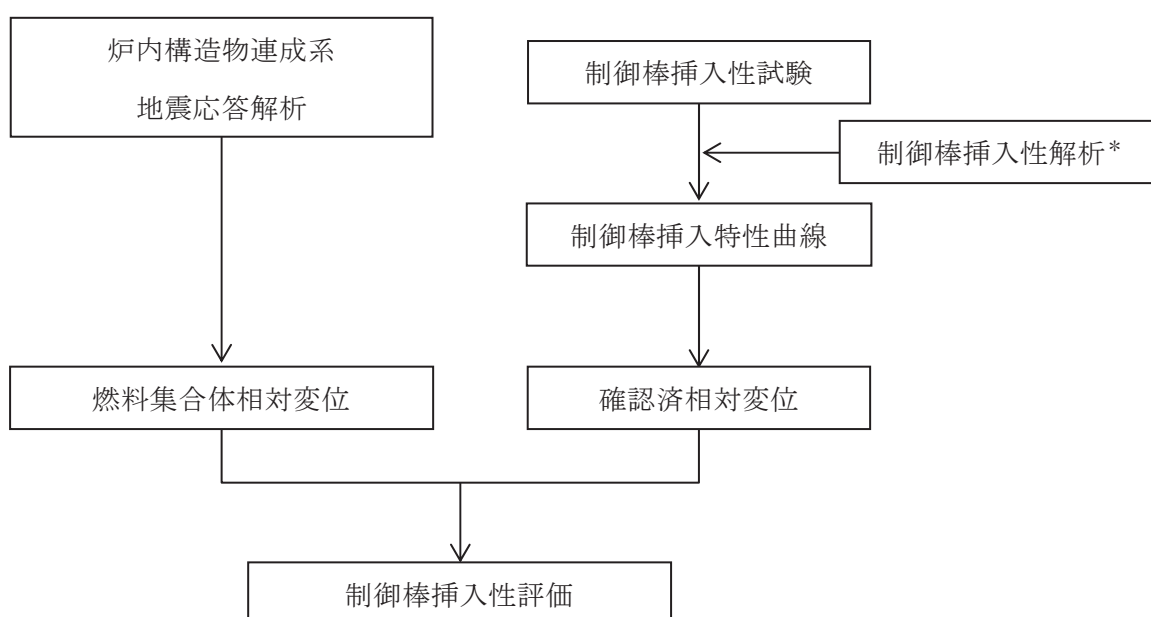 炉内構造物連成系
地震応答解析
制御棒挿入性試験
制御棒挿入性解析*
制御棒挿入特性曲線
燃料集合体相対変位
確認済相対変位
制御棒挿入性評価